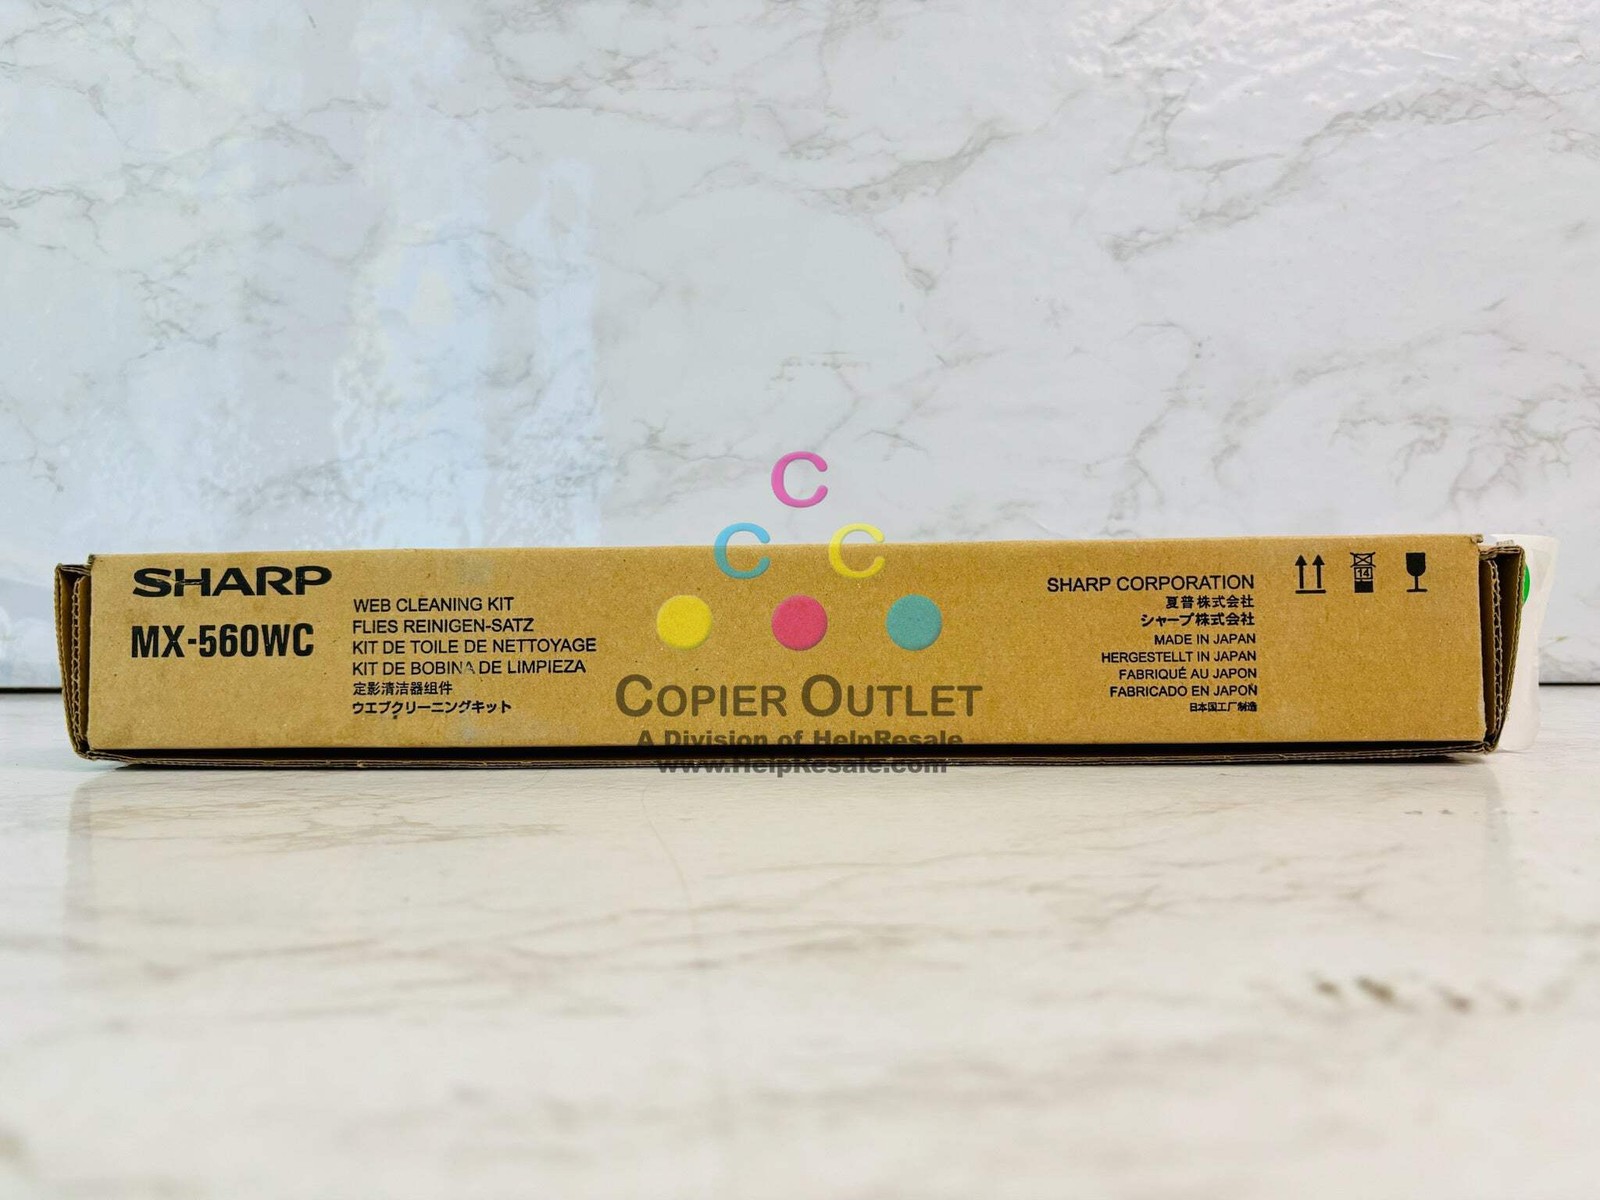 SHARP
MX-560WC
WEB CLEANING KIT
FLIES REINIGEN-SATZ
KIT DE TOILE DE NETTOYAGE
KIT DE BOBINA DE LIMPIEZA
定影清洁器组件
ウエブクリーニングキット
C
C C
COPIER OUTLET
A Division of HelpResale
www.HelpResale.com
SHARP CORPORATION
夏普株式会社
シャープ株式会社
MADE IN JAPAN
HERGESTELLT IN JAPAN
FABRIQUÉ AU JAPON
FABRICADO EN JAPÓN
日本国工厂制造
14